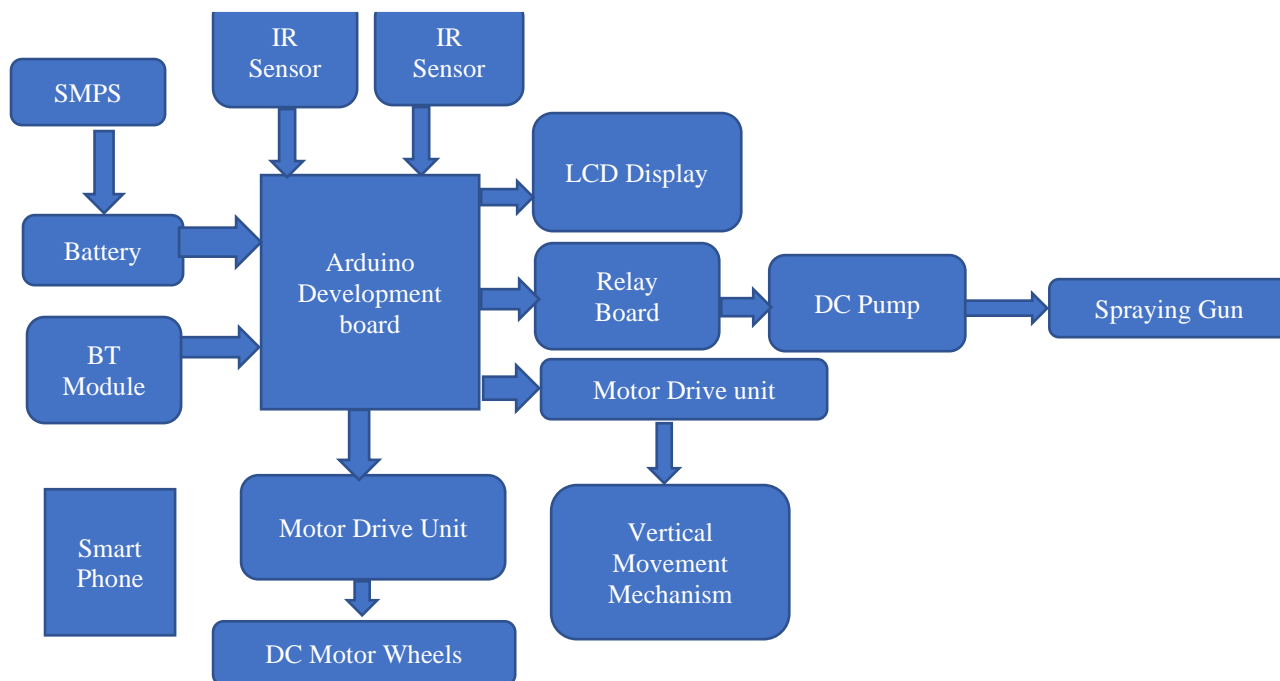 IR
Sensor
IR
Sensor
SMPS
LCD Display
Battery
Arduino
Development
board
Relay
Board
DC Pump
Spraying Gun
BT
Module
Motor Drive unit
Smart
Phone
Motor Drive Unit
Vertical
Movement
Mechanism
DC Motor Wheels